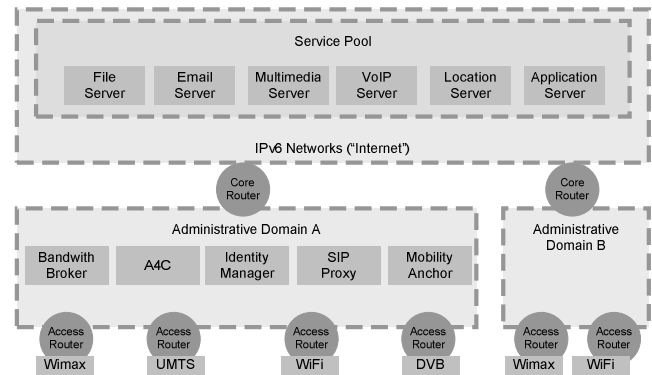 Service Pool
File
Server
Email
Server
Multimedia
Server
VoIP
Server
Location
Server
Application
Server
IPv6 Networks (“Internet”)
Core
Router
Core
Router
Administrative Domain A
Bandwith
Broker
A4C
Identity
Manager
SIP
Proxy
Mobility
Anchor
Administrative
Domain B
Access
Router
Wimax
Access
Router
UMTS
Access
Router
WiFi
Access
Router
DVB
Access
Router
Wimax
Access
Router
WiFi